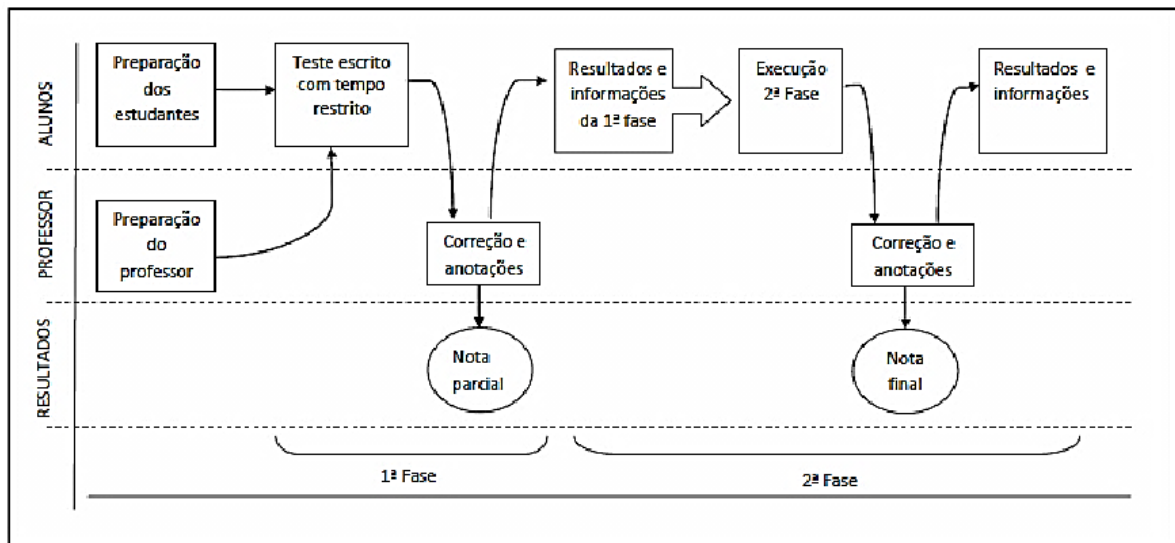 ALUNOS
Preparação
dos
estudantes
Teste escrito
com tempo
restrito
Resultados e
informações
da 1ª fase
Execução
2ª Fase
Resultados e
informações
PROFESSOR
Preparação
do
professor
Correção e
anotações
Correção e
anotações
RESULTADOS
Nota
parcial
Nota
final
1ª Fase
2ª Fase